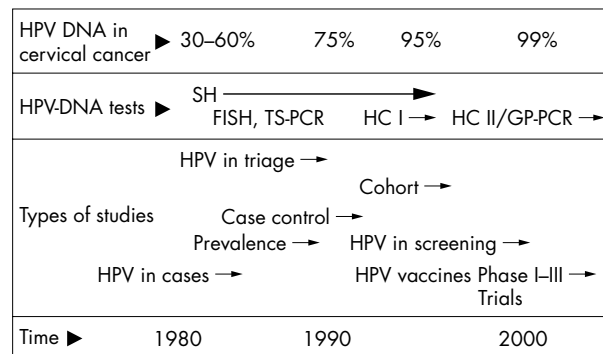 HPV DNA in
cervical cancer ▶ 30–60% 75% 95% 99%
SH →
HPV-DNA tests ▶
FISH, TS-PCR HC I → HC II/GP-PCR →
HPV in triage →
Cohort →
Types of studies
Case control →
Prevalence → HPV in screening →
HPV in cases → HPV vaccines Phase I–III →
Trials
Time ▶ 1980 1990 2000